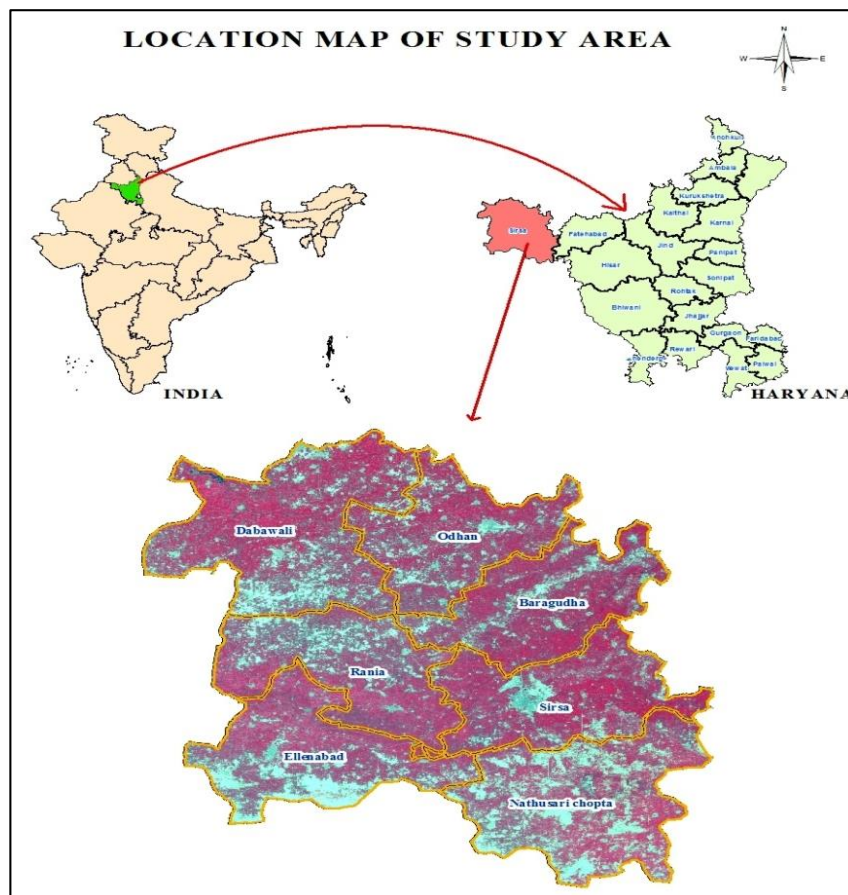 LOCATION MAP OF STUDY AREA
N
W
E
S
Ambala
Kurukshetra
Kaithal
Karnal
Sirsa
Fatehabad
Jind
Panipat
Hisar
Sonipat
Rohtak
Bhiwani
Jhajjar
Gurgaon
Faridabad
Rewari
Palwal
INDIA
HARYANA
Dabawali
Odhan
Baragudha
Rania
Sirsa
Ellenabad
Nathusari chopta